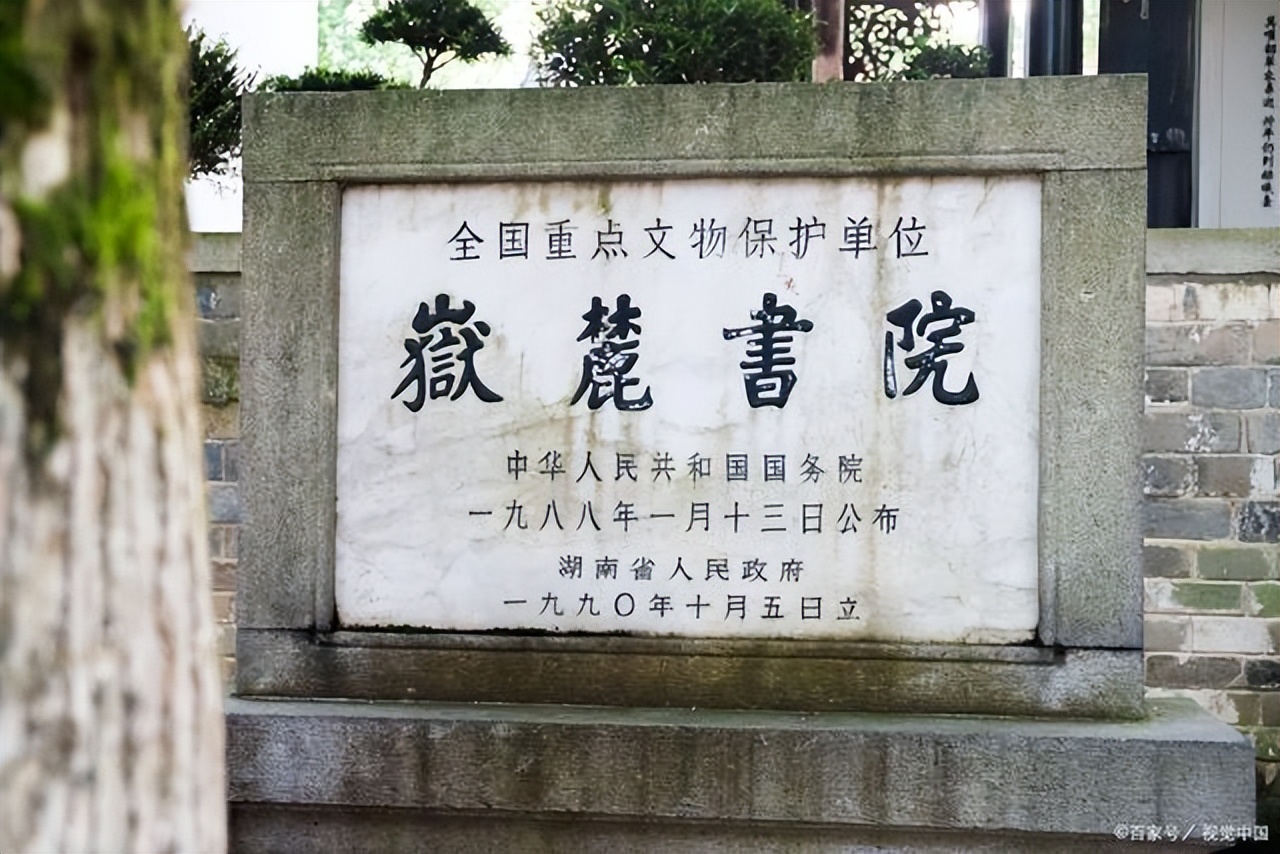 全国重点文物保护单位
嶽麓書院
中华人民共和国国务院
一九八八年一月十三日公布
湖南省人民政府
一九九〇年十月五日立
©百家号／视觉中国